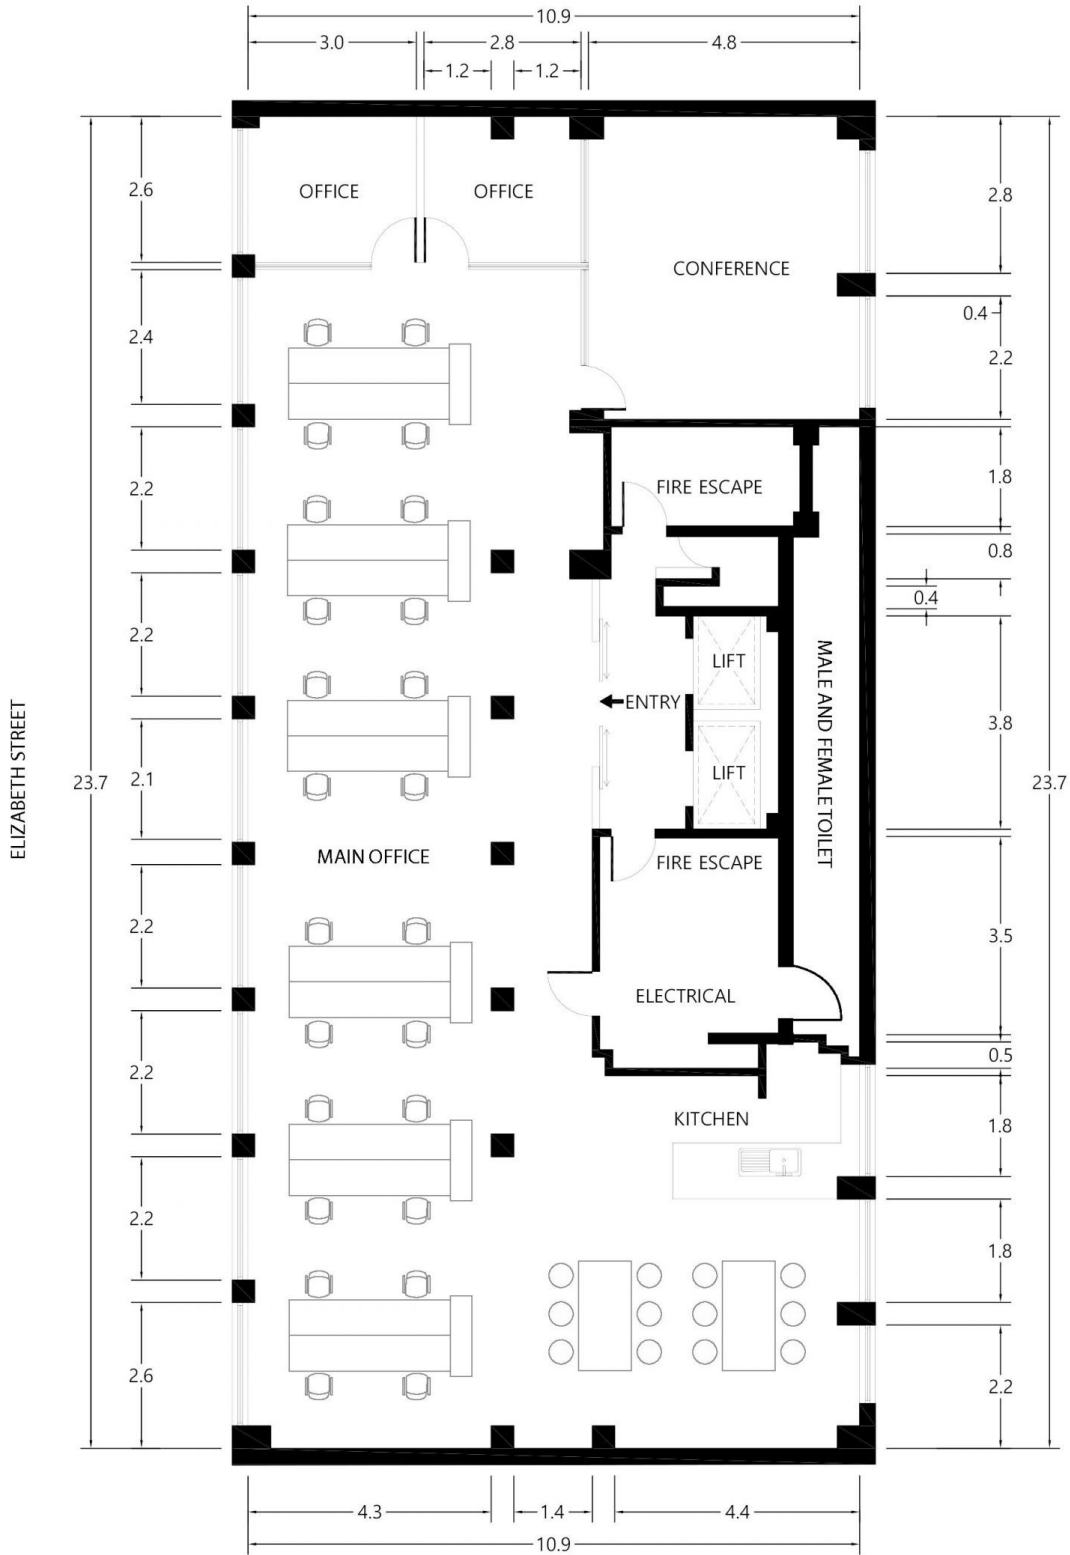 10.9
3.0
2.8
4.8
1.2
1.2
2.6
OFFICE
OFFICE
2.8
CONFERENCE
0.4
2.4
2.2
2.2
FIRE ESCAPE
1.8
0.8
0.4
2.2
MALE AND FEMALE TOILET
LIFT
ENTRY
3.8
ELIZABETH STREET
23.7
2.1
LIFT
23.7
MAIN OFFICE
FIRE ESCAPE
2.2
3.5
ELECTRICAL
2.2
0.5
KITCHEN
1.8
2.2
1.8
2.6
2.2
4.3
1.4
4.4
10.9